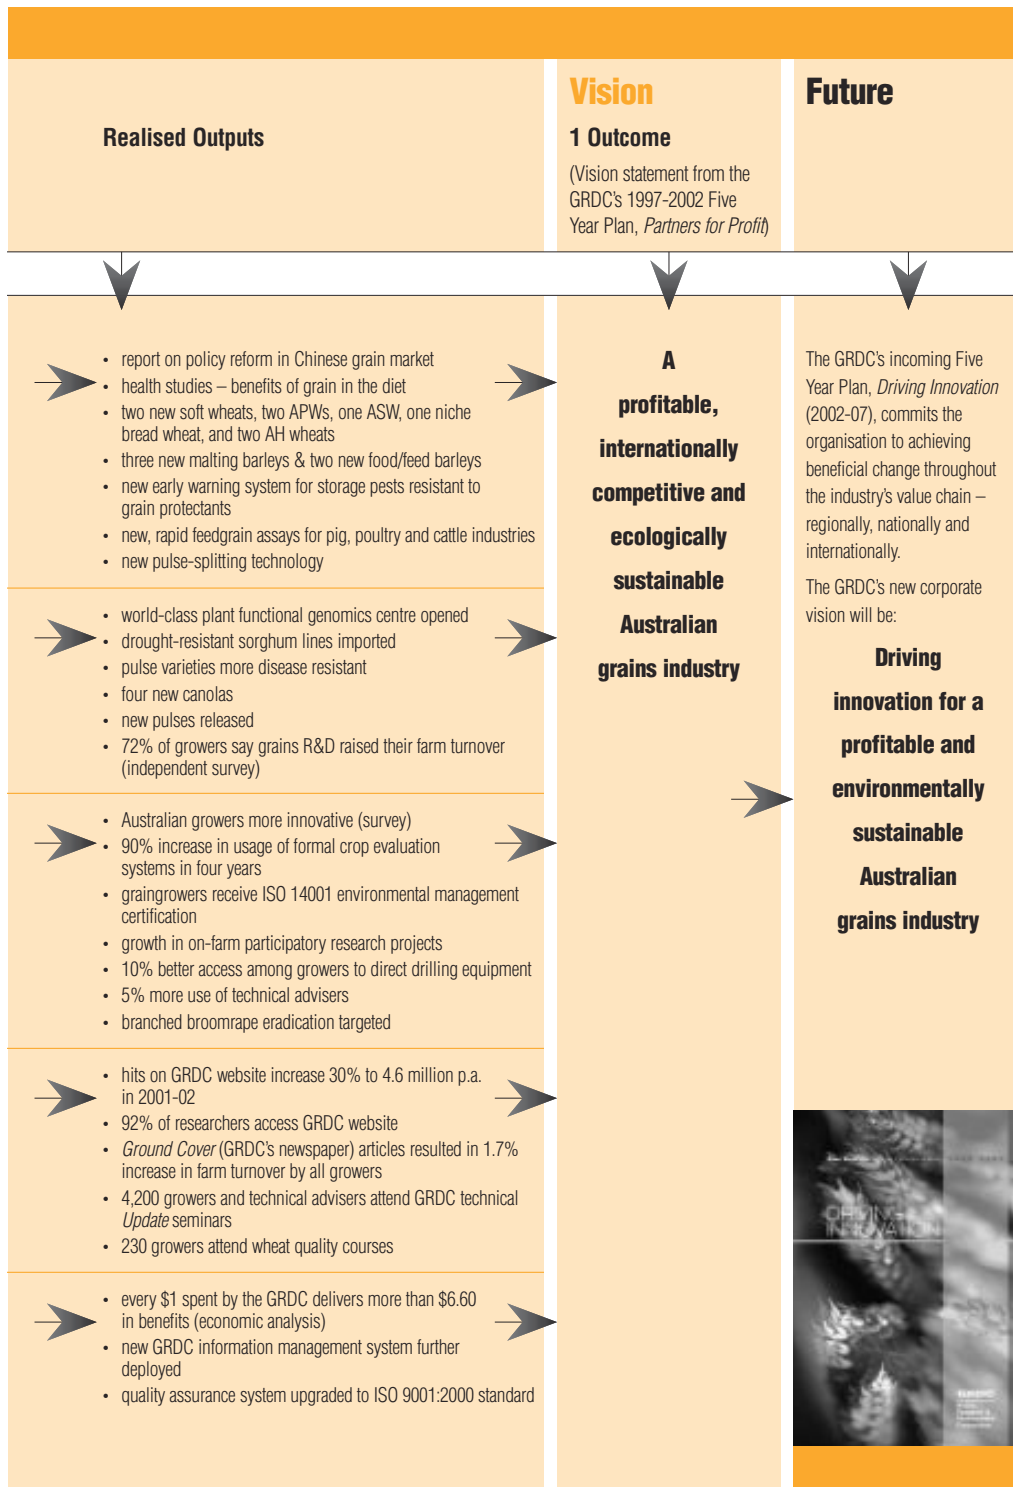 Realised Outputs
Vision
1 Outcome
(Vision statement from the
GRDC's 1997-2002 Five
Year Plan, Partners for Profit)
Future
• report on policy reform in Chinese grain market
• health studies – benefits of grain in the diet
• two new soft wheats, two APWs, one ASW, one niche
bread wheat, and two AH wheats
• three new malting barleys & two new food/feed barleys
• new early warning system for storage pests resistant to
grain protectants
• new, rapid feedgrain assays for pig, poultry and cattle industries
• new pulse-splitting technology
• world-class plant functional genomics centre opened
• drought-resistant sorghum lines imported
• pulse varieties more disease resistant
• four new canolas
• new pulses released
• 72% of growers say grains R&D raised their farm turnover
(independent survey)
• Australian growers more innovative (survey)
• 90% increase in usage of formal crop evaluation
systems in four years
• graingrowers receive ISO 14001 environmental management
certification
• growth in on-farm participatory research projects
• 10% better access among growers to direct drilling equipment
• 5% more use of technical advisers
• branched broomrape eradication targeted
• hits on GRDC website increase 30% to 4.6 million p.a.
in 2001-02
• 92% of researchers access GRDC website
• Ground Cover (GRDC's newspaper) articles resulted in 1.7%
increase in farm turnover by all growers
• 4,200 growers and technical advisers attend GRDC technical
Update seminars
• 230 growers attend wheat quality courses
• every $1 spent by the GRDC delivers more than $6.60
in benefits (economic analysis)
• new GRDC information management system further
deployed
• quality assurance system upgraded to ISO 9001:2000 standard
A
profitable,
internationally
competitive and
ecologically
sustainable
Australian
grains industry
The GRDC's incoming Five
Year Plan, Driving Innovation
(2002-07), commits the
organisation to achieving
beneficial change throughout
the industry's value chain –
regionally, nationally and
internationally.
The GRDC's new corporate
vision will be:
Driving
innovation for a
profitable and
environmentally
sustainable
Australian
grains industry
DRIVING
INNOVATION